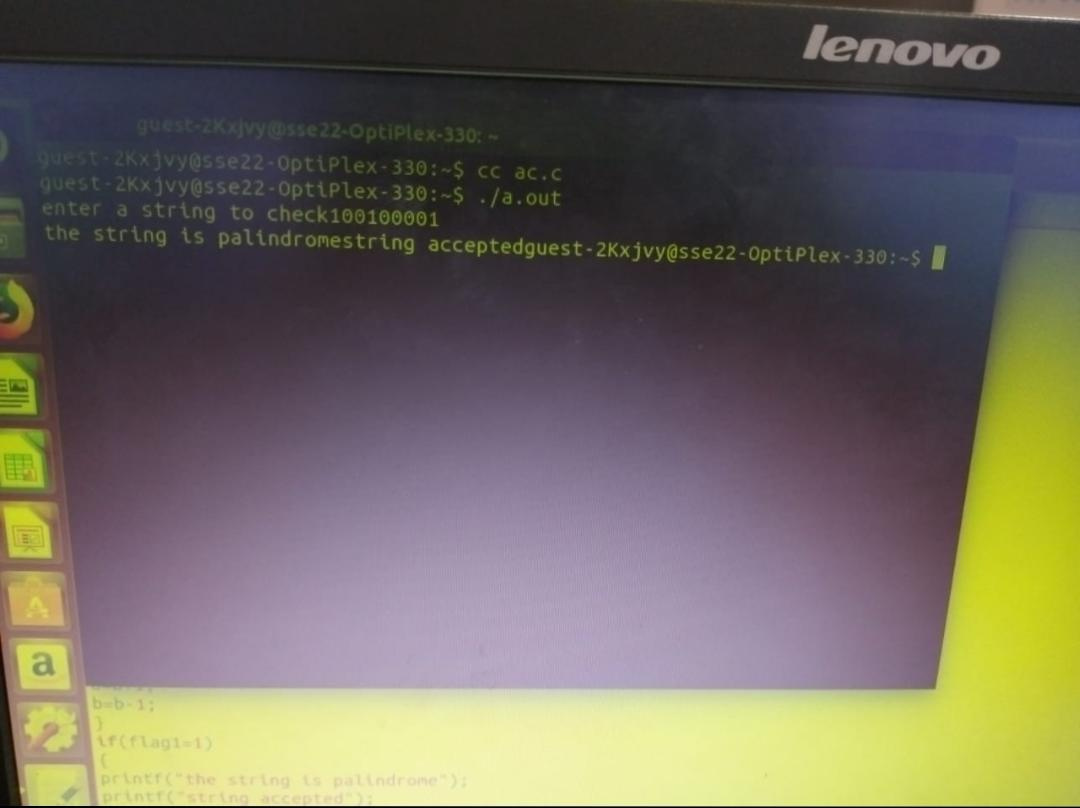 lenovo
guest-2Kxjvy@sse22-OptiPlex-330: ~
guest-2Kxjvy@sse22-OptiPlex-330:~$ cc ac.c
guest-2Kxjvy@sse22-OptiPlex-330:~$ ./a.out
enter a string to check100100001
the string is palindromestring acceptedguest-2Kxjvy@sse22-OptiPlex-330:~$
a
b=b-1;
}
if(flag1=1)
{
printf("the string is palindrome");
printf("string accepted");